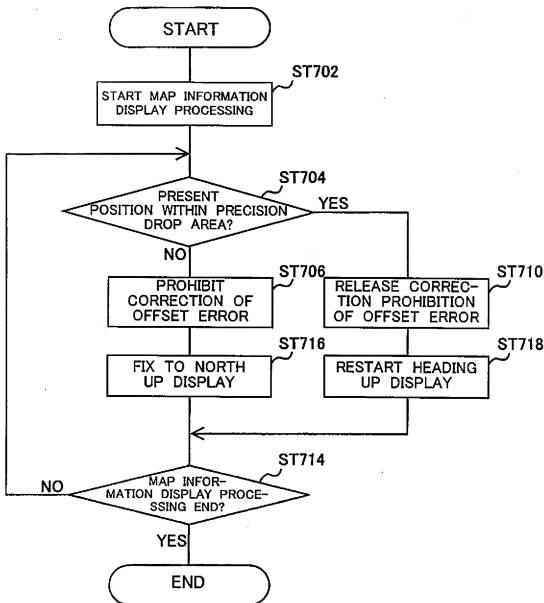 START
ST702
START MAP INFORMATION
DISPLAY PROCESSING
ST704
PRESENT
POSITION WITHIN PRECISION
DROP AREA?
YES
NO
ST706
PROHIBIT
CORRECTION OF
OFFSET ERROR
ST710
RELEASE CORREC-
TION PROHIBITION
OF OFFSET ERROR
ST716
FIX TO NORTH
UP DISPLAY
ST718
RESTART HEADING
UP DISPLAY
ST714
MAP INFOR-
MATION DISPLAY PROCE-
SSING END?
NO
YES
END